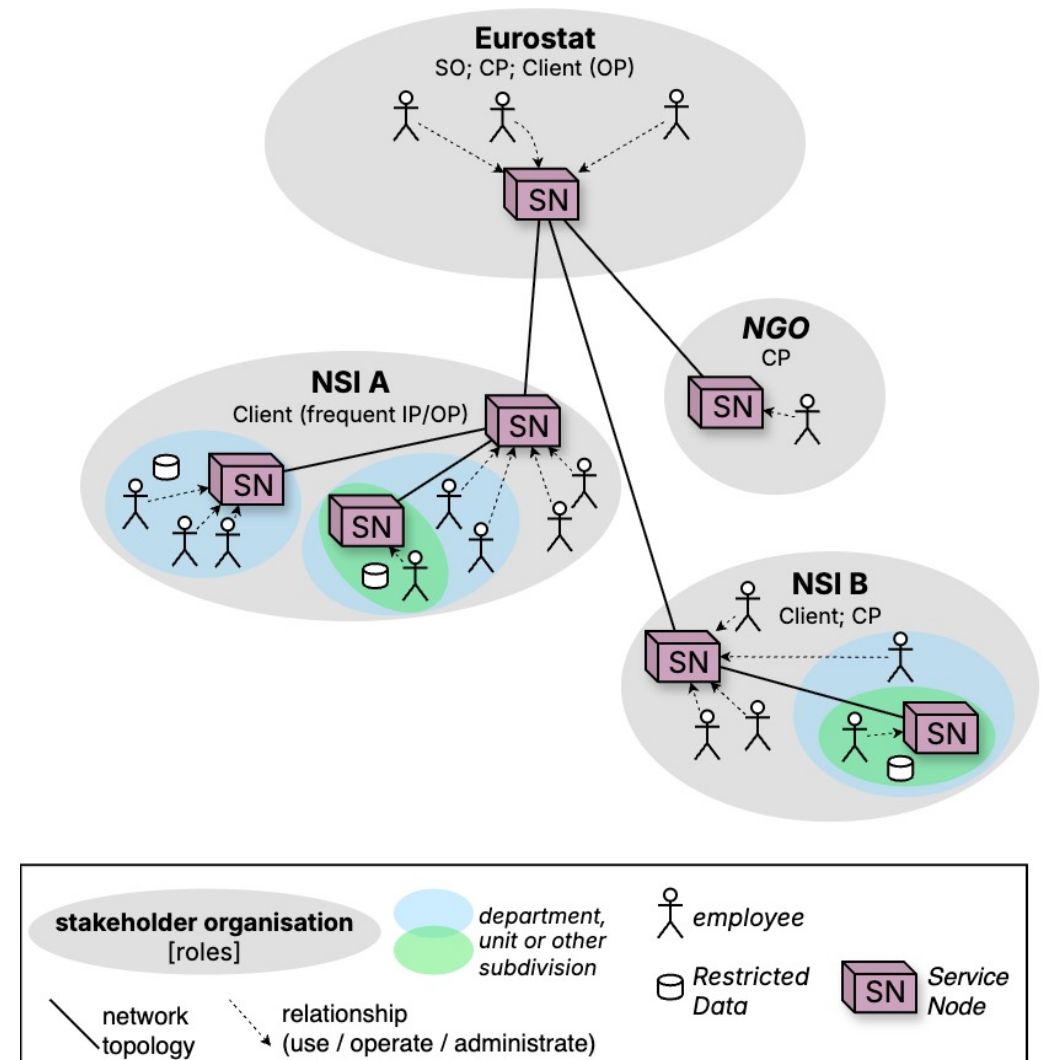 Eurostat
SO; CP; Client (OP)
SN
NGO
CP
SN
NSI A
Client (frequent IP/OP)
SN
SN
SN
NSI B
Client; CP
SN
SN
stakeholder organisation
[roles]
department,
unit or other
subdivision
employee
Restricted
Data
SN
Service
Node
network
topology
relationship
(use / operate / administrate)